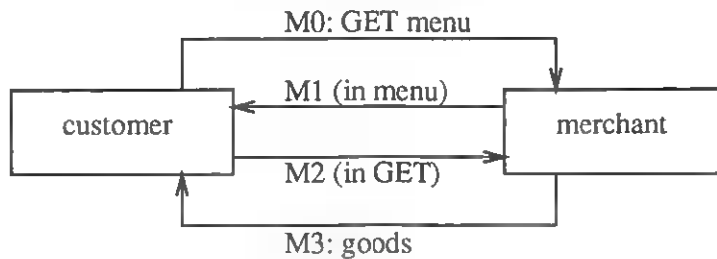 M0: GET menu
M1 (in menu)
customer
merchant
M2 (in GET)
M3: goods